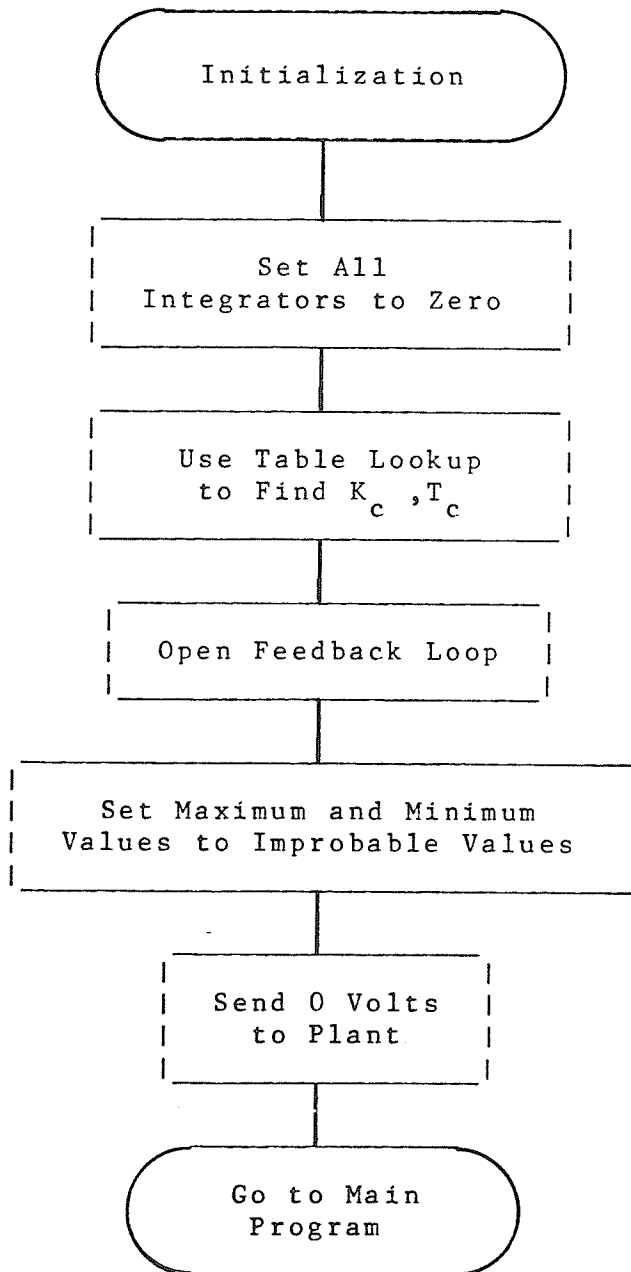 Initialization
Set All
Integrators to Zero
Use Table Lookup
to Find K_c ,T_c
Open Feedback Loop
Set Maximum and Minimum
Values to Improbable Values
Send 0 Volts
to Plant
Go to Main
Program